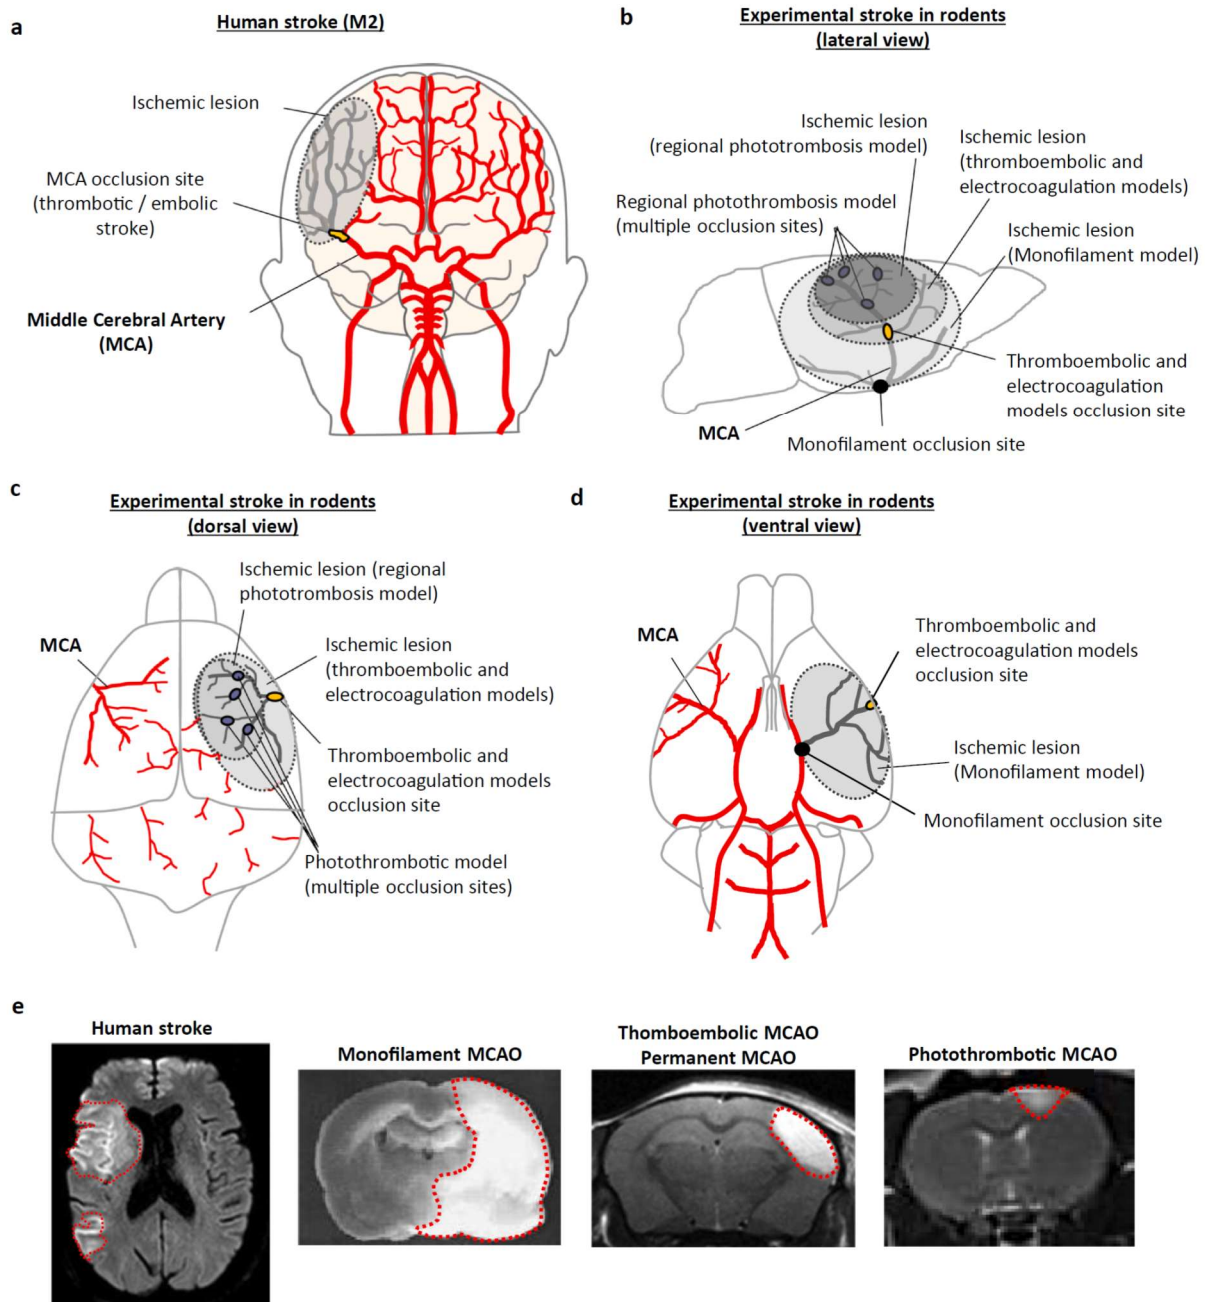 a
Human stroke (M2)
Ischemic lesion
MCA occlusion site
(thrombotic / embolic
stroke)
Middle Cerebral Artery
(MCA)
b
Experimental stroke in rodents
(lateral view)
Ischemic lesion
(regional phototrombosis model)
Ischemic lesion
(thromboembolic and
electrocoagulation models)
Regional photothrombosis model
(multiple occlusion sites)
Ischemic lesion
(Monofilament model)
Thromboembolic and
electrocoagulation
models occlusion site
MCA
Monofilament occlusion site
c
Experimental stroke in rodents
(dorsal view)
Ischemic lesion (regional
phototrombosis model)
MCA
Ischemic lesion
(thromboembolic and
electrocoagulation models)
Thromboembolic and
electrocoagulation models
occlusion site
Photothrombotic model
(multiple occlusion sites)
d
Experimental stroke in rodents
(ventral view)
MCA
Thromboembolic and
electrocoagulation models
occlusion site
Ischemic lesion
(Monofilament model)
Monofilament occlusion site
e
Human stroke
Monofilament MCAO
Thomboembolic MCAO
Permanent MCAO
Photothrombotic MCAO